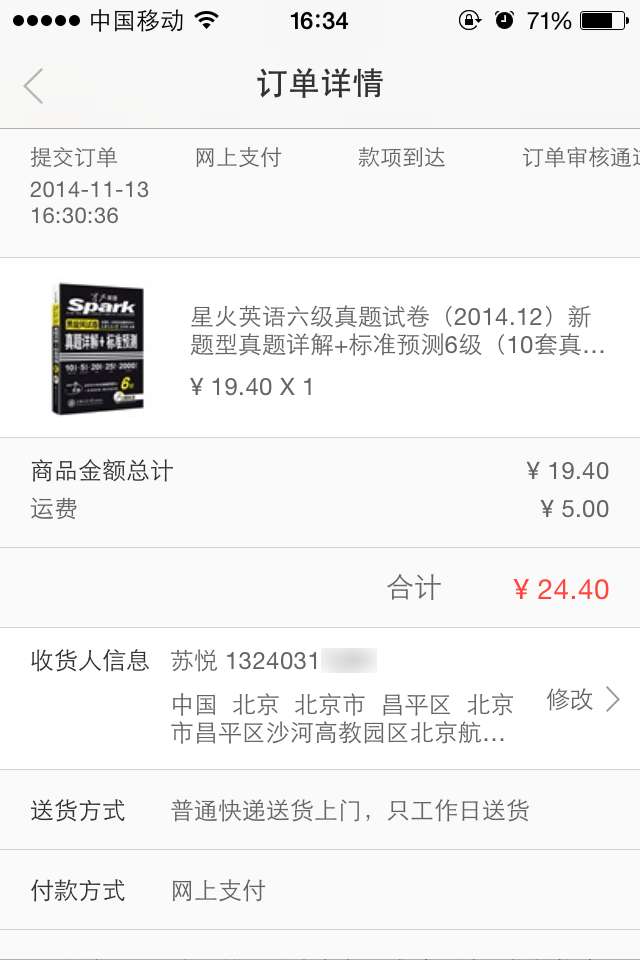 中国移动 16:34 71%
订单详情
提交订单 网上支付 款项到达 订单审核通
2014-11-13
16:30:36
Spark
真题详解+标准预测
星火英语六级真题试卷（2014.12）新
题型真题详解+标准预测6级（10套真...
¥ 19.40 X 1
商品金额总计 ¥ 19.40
运费 ¥ 5.00
合计 ¥ 24.40
收货人信息 苏悦 1324031
中国 北京 北京市 昌平区 北京
市昌平区沙河高教园区北京航...
修改
送货方式 普通快递送货上门，只工作日送货
付款方式 网上支付